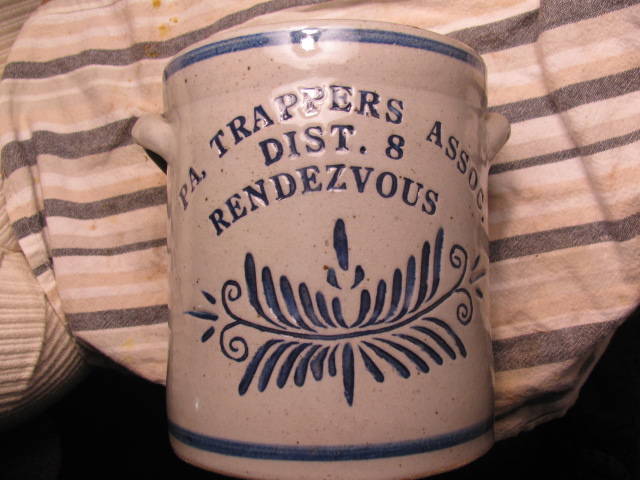 PA. TRAPPERS ASSOC
DIST. 8
RENDEZVOUS